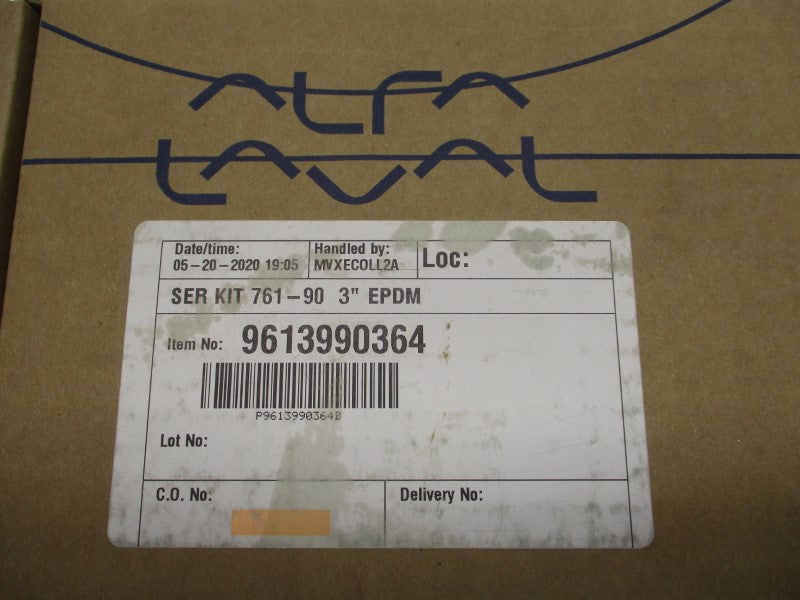 ALFA
LAVAL
Date/time:
05-20-2020 19:05
Handled by:
MVXECOLL2A
Loc:
SER KIT 761-90 3" EPDM
Item No: 9613990364
P9613990364B
Lot No:
C.O. No:
Delivery No: